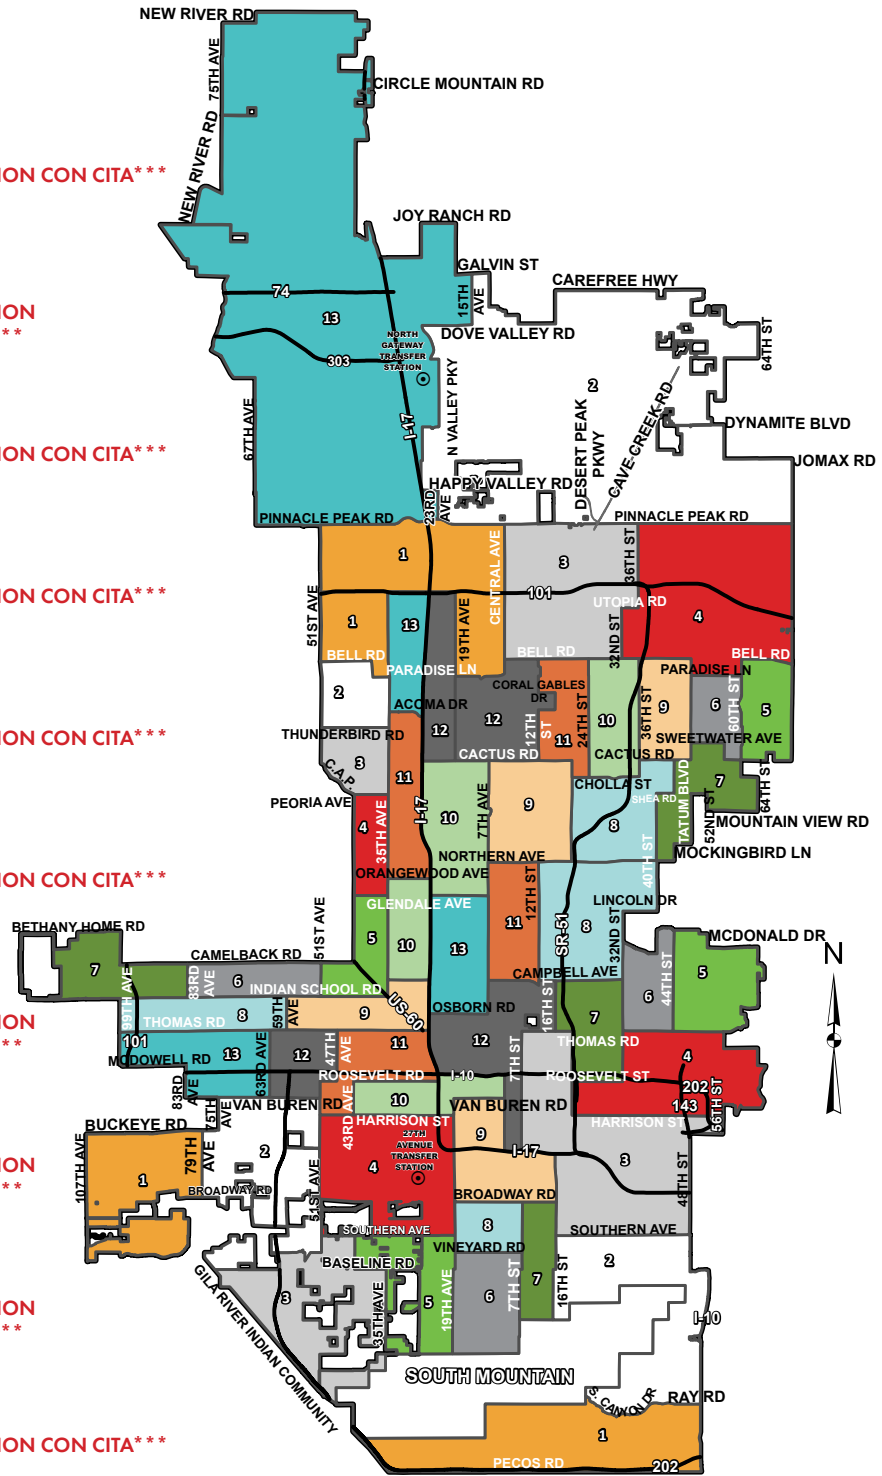 NEW RIVER RD
75TH AVE
CIRCLE MOUNTAIN RD
NEW RIVER RD
ION CON CITA***
JOY RANCH RD
GALVIN ST
CAREFREE HWY
74
15TH AVE
ION
**
13
DOVE VALLEY RD
64TH ST
NORTH
GATEWAY
TRANSFER
STATION
303
2
N VALLEY PKY
67TH AVE
I-17
DESERT PEAK
PKWY
CAVE CREEK RD
DYNAMITE BLVD
ION CON CITA***
JOMAX RD
HAPPY VALLEY RD
23RD
AVE
PINNACLE PEAK RD
PINNACLE PEAK RD
1
CENTRAL AVE
3
36TH ST
101
ION CON CITA***
UTOPIA RD
51ST AVE
1
13
19TH AVE
32ND ST
4
BELL RD
BELL RD
BELL RD
PARADISE LN
PARADISE LN
2
CORAL GABLES
DR
ACOMA DR
12
12
12TH
ST
11
24TH ST
10
36TH ST
9
6
60TH ST
5
THUNDERBIRD RD
ION CON CITA***
SWEETWATER AVE
CACTUS RD
CACTUS RD
3
C.A.P.
11
CHOLLA ST
TATUM BLVD
7
64TH ST
PEORIA AVE
SHEA RD
52ND ST
4
35TH AVE
I-17
10
7TH AVE
9
8
MOUNTAIN VIEW RD
NORTHERN AVE
MOCKINGBIRD LN
ORANGEWOOD AVE
40TH ST
ION CON CITA***
GLENDALE AVE
12TH ST
LINCOLN DR
51ST AVE
11
SR-51
8
32ND ST
BETHANY HOME RD
5
10
13
MCDONALD DR
N
CAMELBACK RD
7
99TH AVE
83RD
AVE
6
INDIAN SCHOOL RD
CAMPBELL AVE
44TH ST
5
6
59TH
AVE
9
US-60
OSBORN RD
16TH ST
ION
**
THOMAS RD
8
7
12
THOMAS RD
101
MCDOWELL RD
13
63RD AVE
12
47TH
AVE
11
7TH ST
4
ROOSEVELT RD
I-10
ROOSEVELT ST
202
83RD
AVE
75TH
AVE
VAN BUREN RD
43RD AVE
10
VAN BUREN RD
143
56TH ST
BUCKEYE RD
HARRISON ST
HARRISON ST
27TH
AVENUE
TRANSFER
STATION
9
2
79TH
AVE
I-17
3
ION
**
107TH AVE
1
4
48TH ST
BROADWAY RD
BROADWAY RD
51ST AVE
SOUTHERN AVE
SOUTHERN AVE
8
VINEYARD RD
BASELINE RD
2
GILA RIVER INDIAN COMMUNITY
3
35TH AVE
5
19TH AVE
6
7TH ST
7
16TH ST
ION
**
I-10
SOUTH MOUNTAIN
S. CANYON DR
RAY RD
1
ION CON CITA***
PECOS RD
202